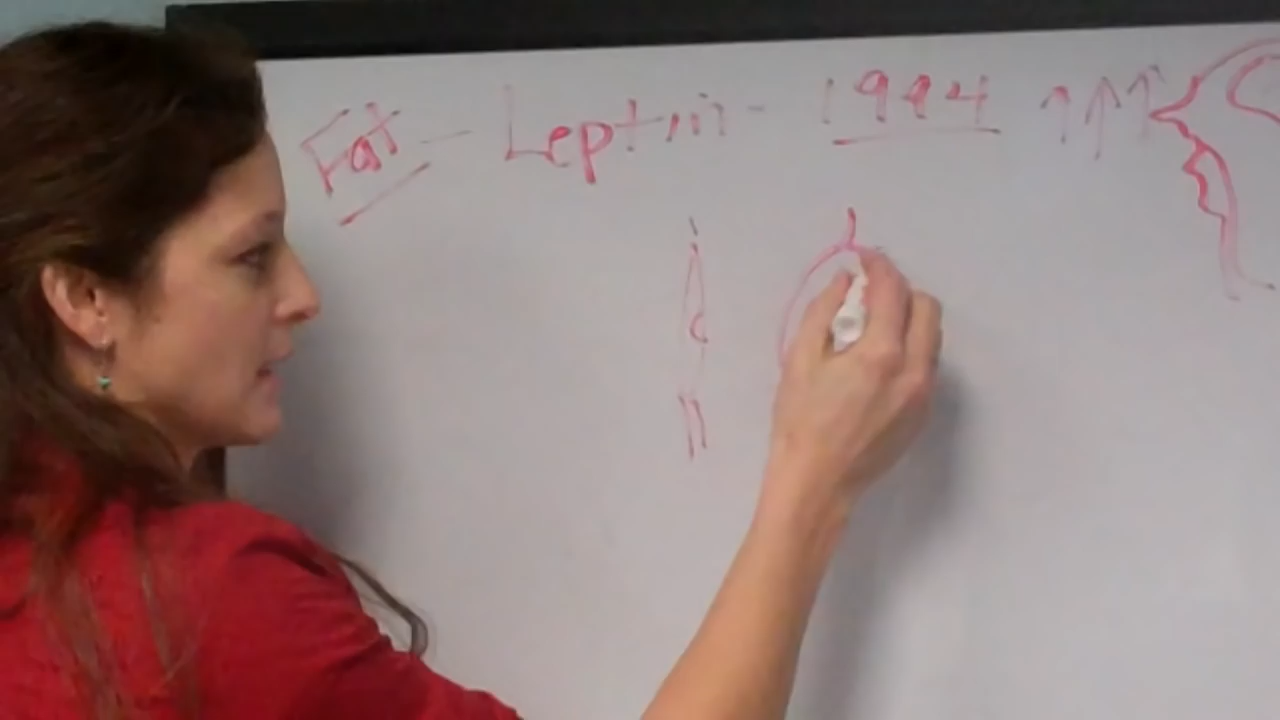 Fat - Leptin - 1994 ↑↑↑